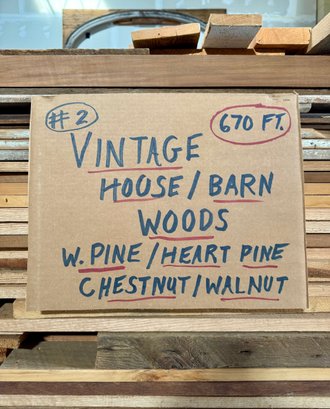 #2
670 FT.
VINTAGE
HOUSE/BARN
WOODS
W. PINE/HEART PINE
CHESTNUT/WALNUT